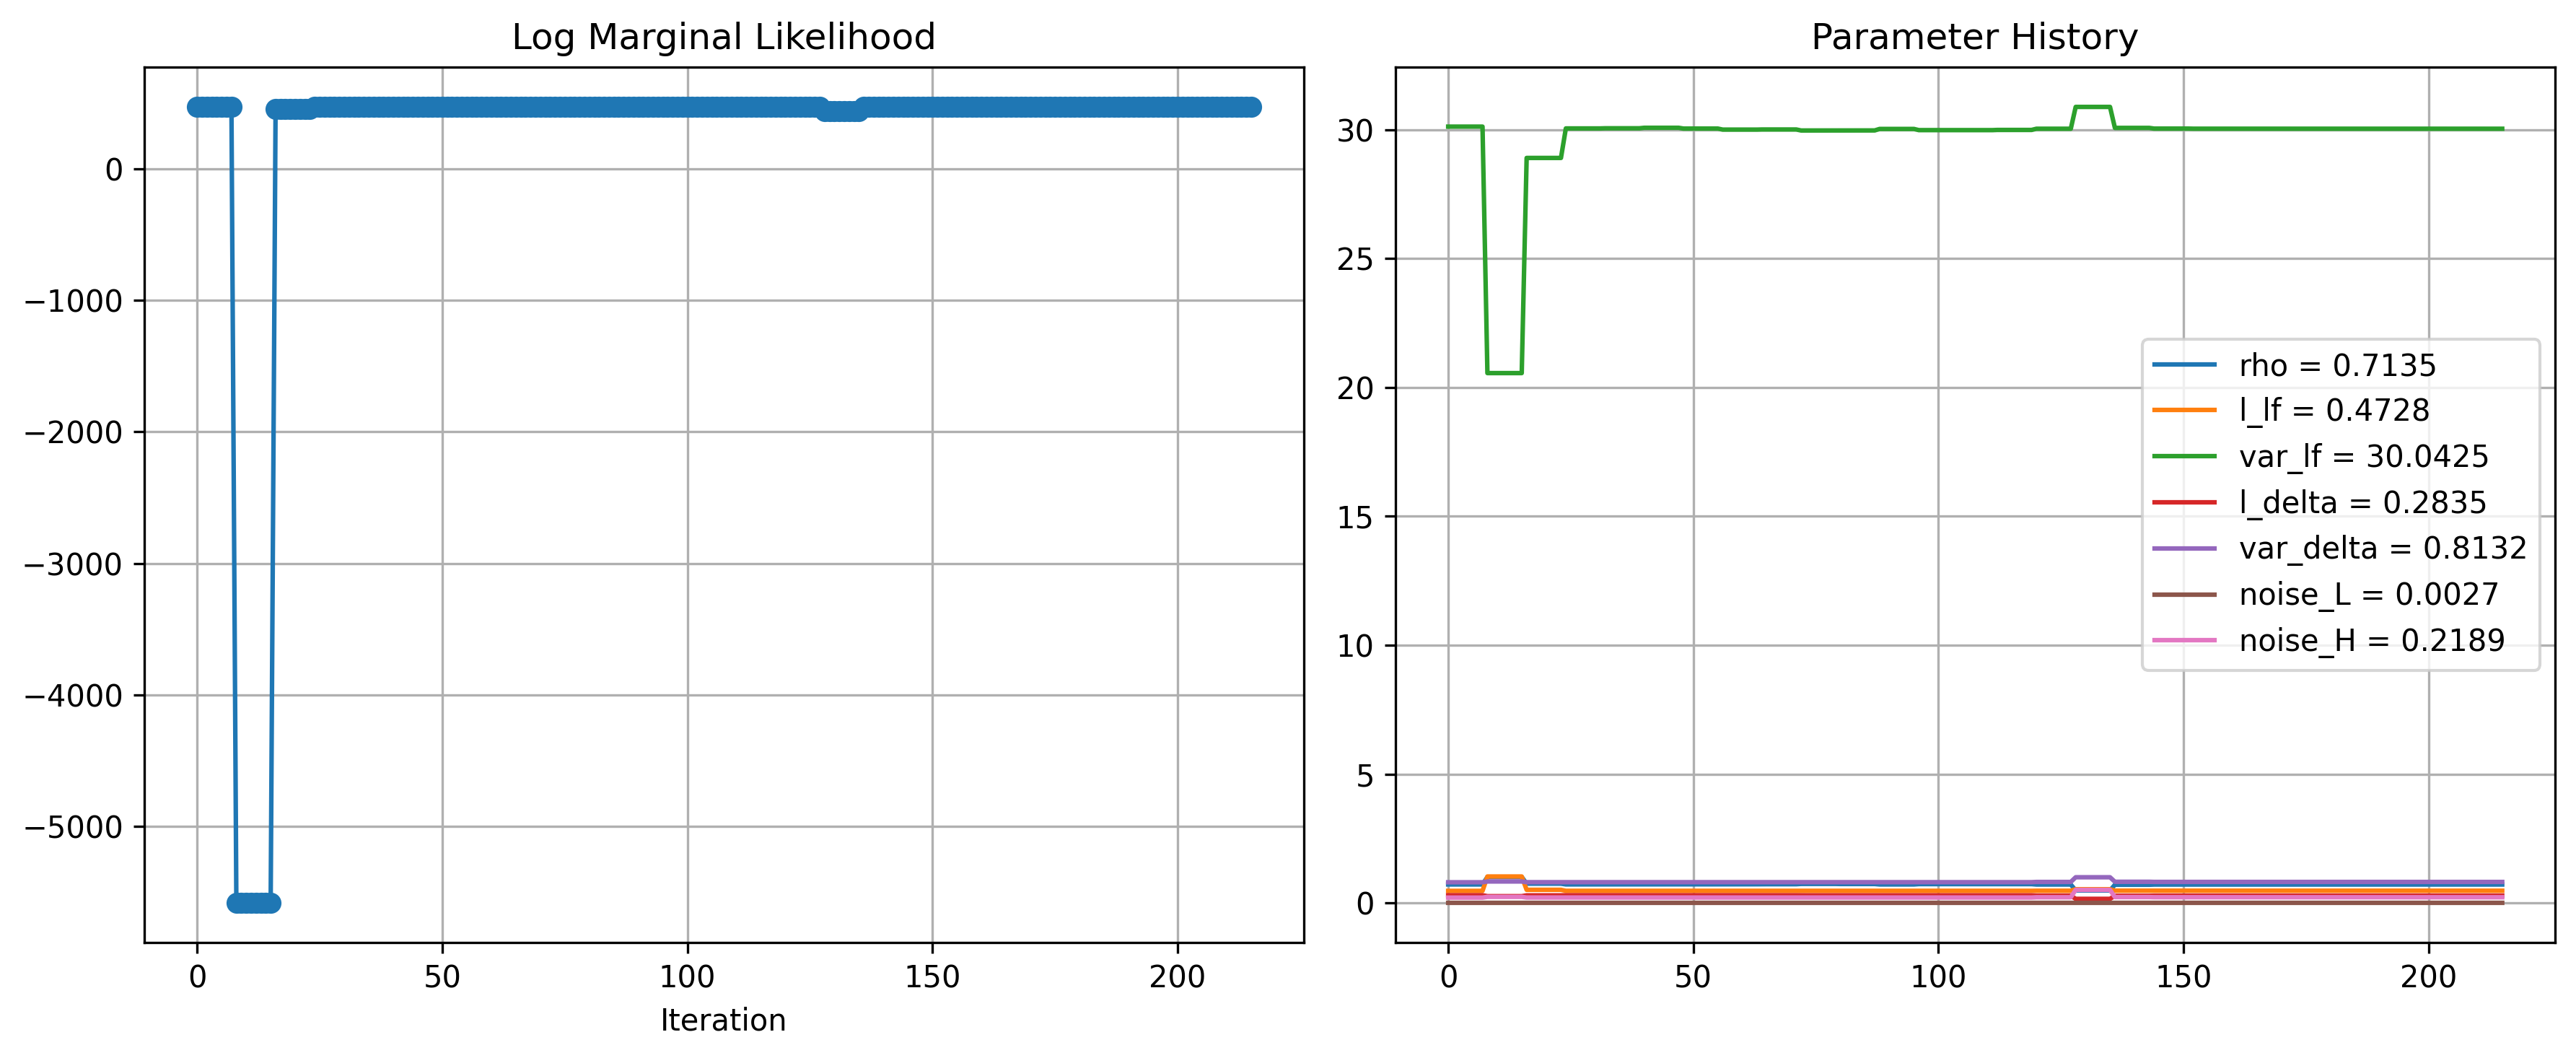 Log Marginal Likelihood
0
−1000
−2000
−3000
−4000
−5000
0
50
100
150
200
Iteration
Parameter History
30
25
20
15
10
5
0
rho = 0.7135
l_lf = 0.4728
var_lf = 30.0425
l_delta = 0.2835
var_delta = 0.8132
noise_L = 0.0027
noise_H = 0.2189
0
50
100
150
200